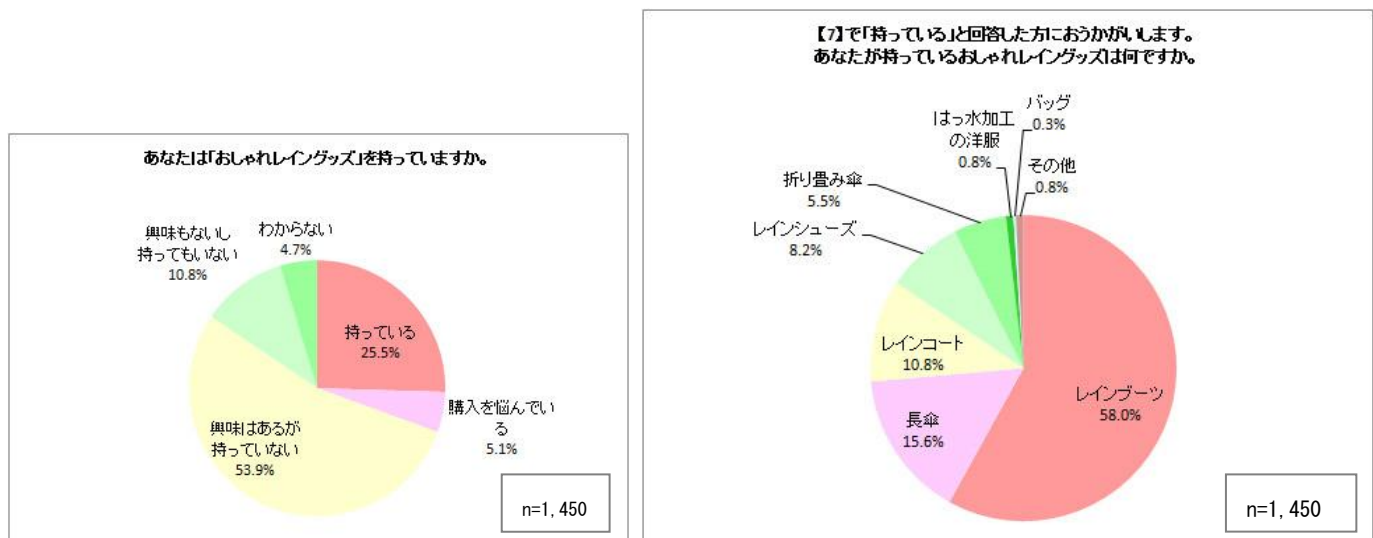 あなたは「おしゃれレイングッズ」を持っていますか。
興味もないし
持ってもいない
10.8%
わからない
4.7%
持っている
25.5%
購入を悩んでい
る
5.1%
興味はあるが
持っていない
53.9%
n=1,450
【7】で「持っている」と回答した方におうかがいします。
あなたが持っているおしゃれレイングッズは何ですか。
バッグ
0.3%
はっ水加工
の洋服
0.8%
その他
0.8%
折り畳み傘
5.5%
レインシューズ
8.2%
レインコート
10.8%
長傘
15.6%
レインブーツ
58.0%
n=1,450